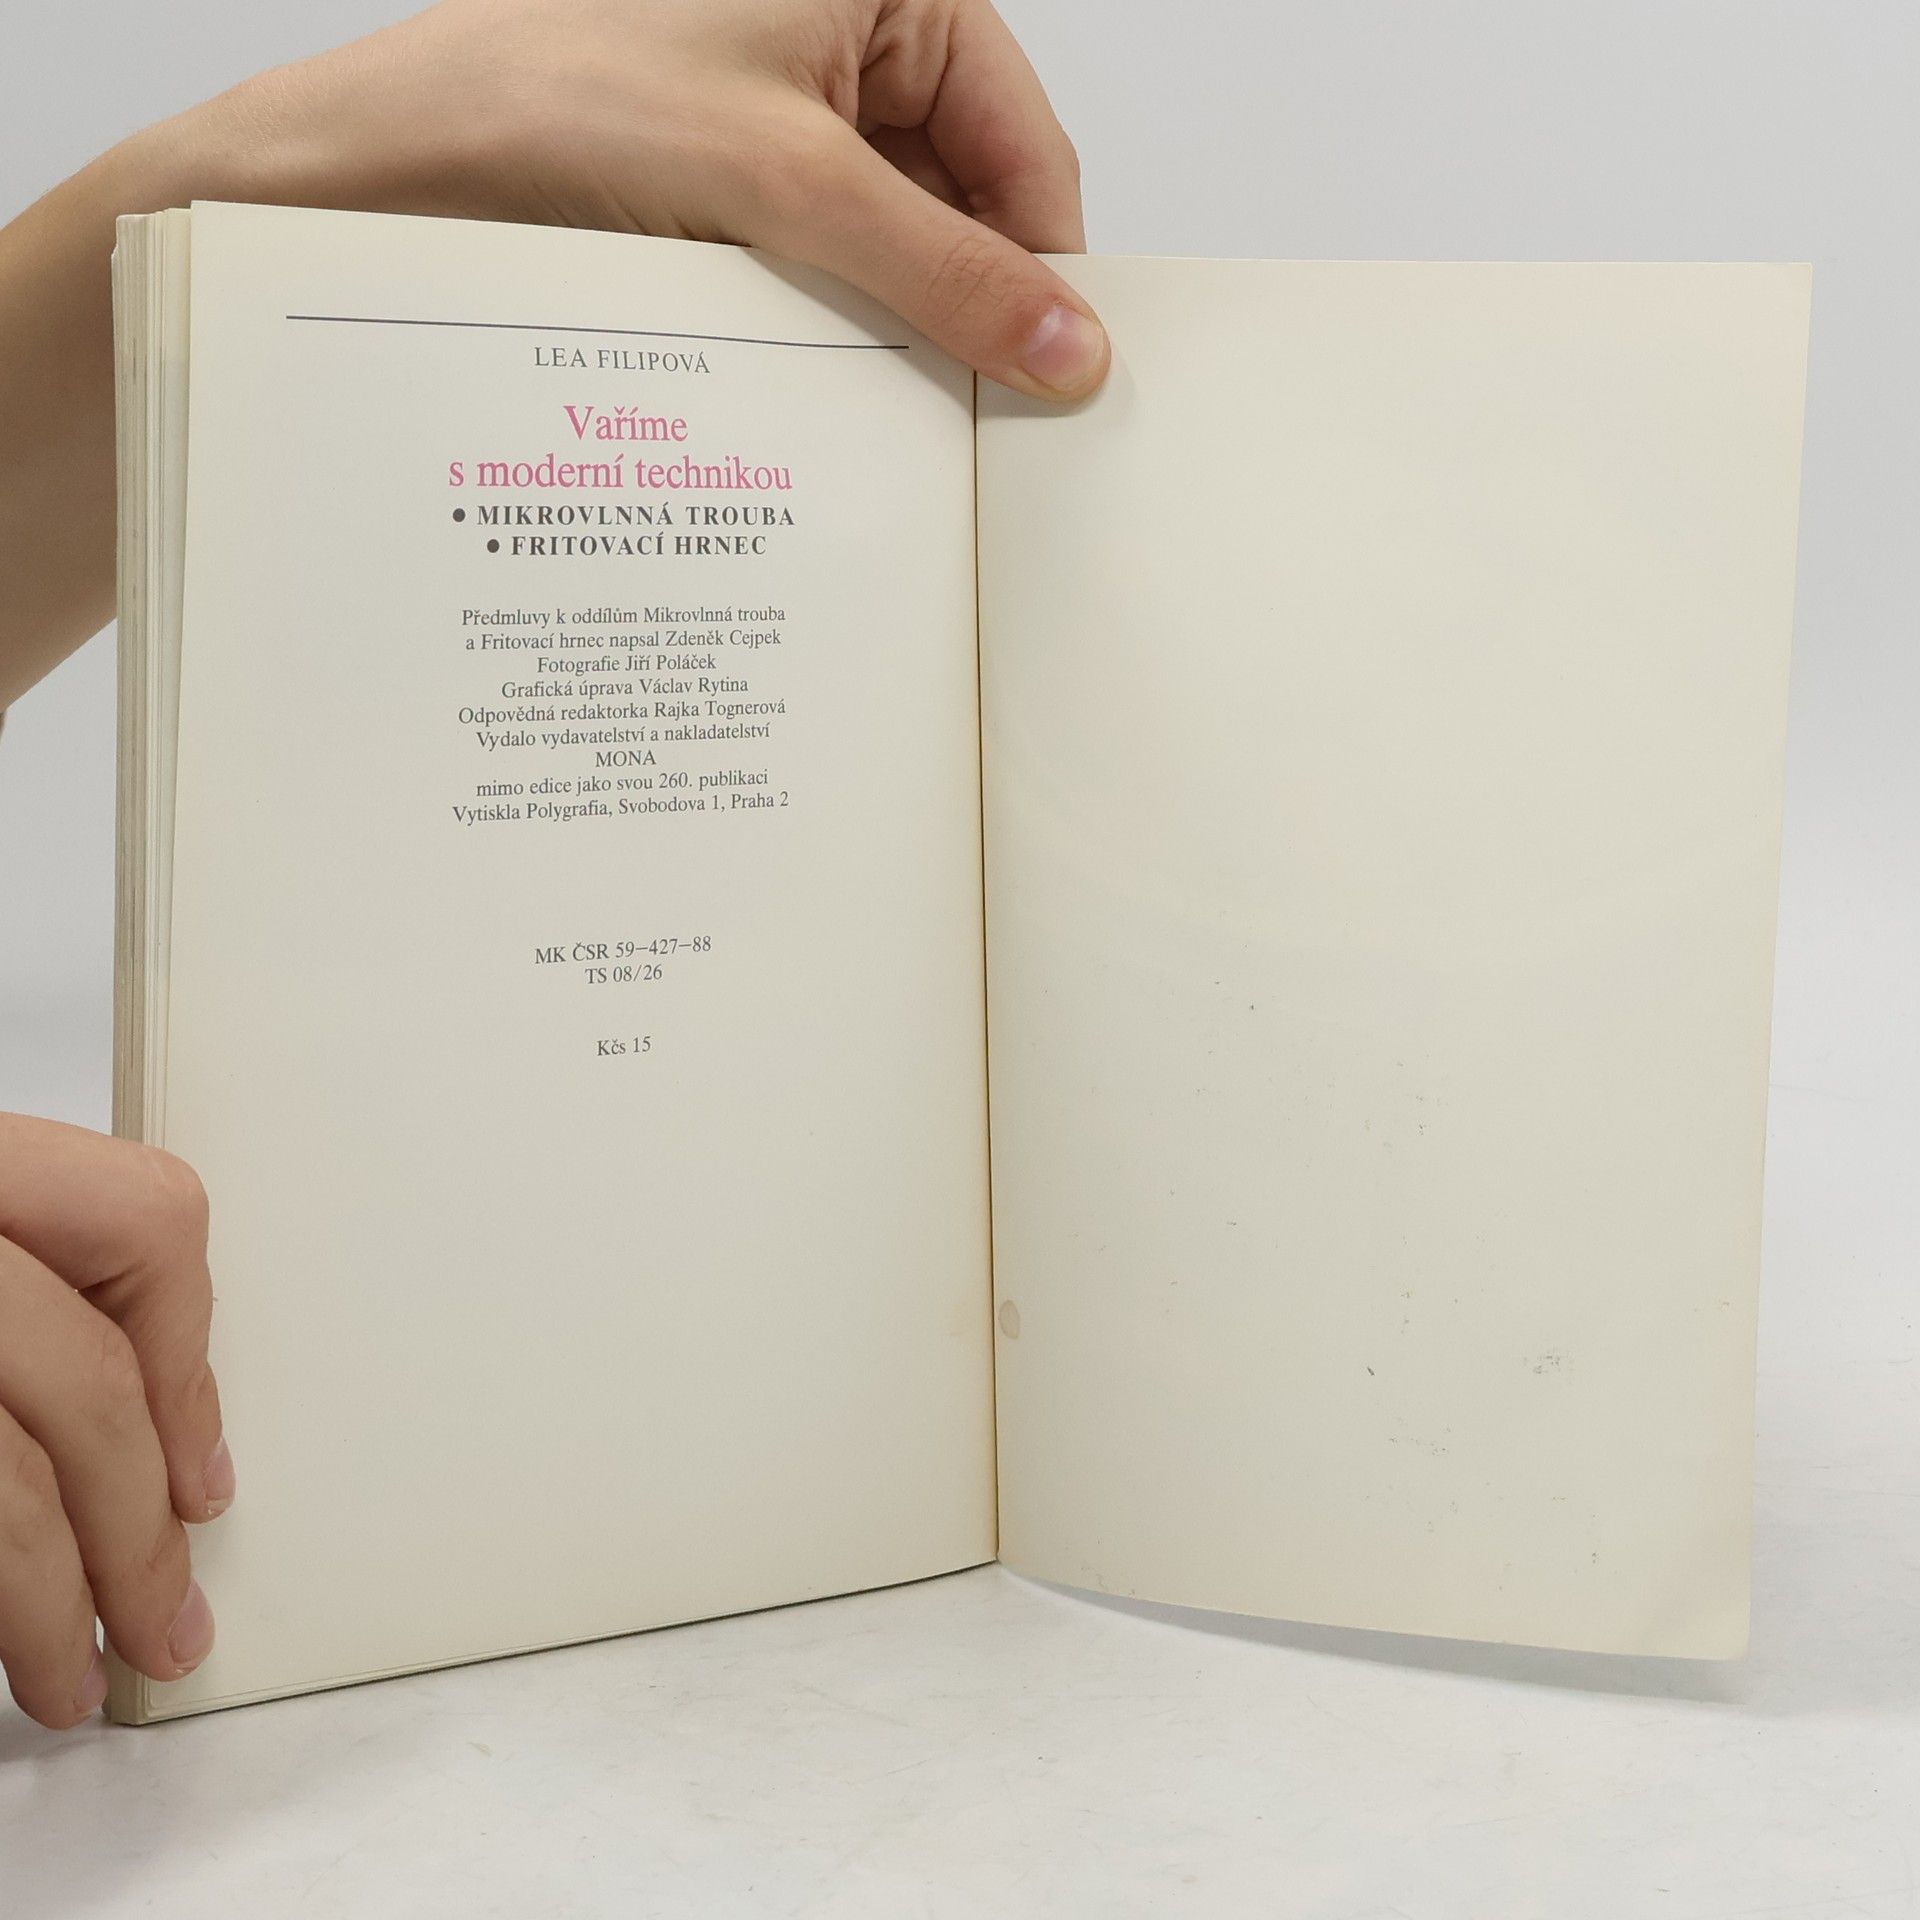 LEA FILIPOVÁ
Vaříme
s moderní technikou
● MIKROVLNNÁ TROUBA
● FRITOVACÍ HRNEC
Předmluvy k oddílům Mikrovlnná trouba
a Fritovací hrnec napsal Zdeněk Cejpek
Fotografie Jiří Poláček
Grafická úprava Václav Rytina
Odpovědná redaktorka Rajka Tognerová
Vydalo vydavatelství a nakladatelství
MONA
mimo edice jako svou 260. publikaci
Vytiskla Polygrafia, Svobodova 1, Praha 2
MK ČSR 59–427–88
TS 08/26
Kčs 15